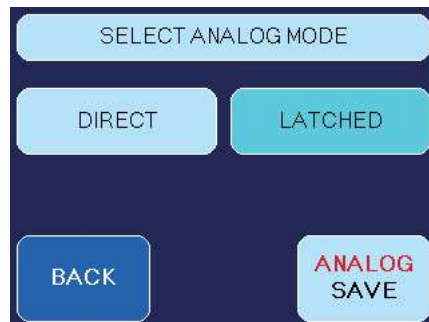 SELECT ANALOG MODE
DIRECT
LATCHED
BACK
ANALOG
SAVE